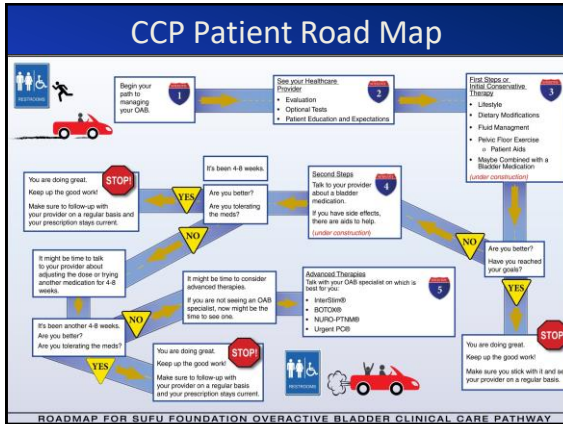 CCP Patient Road Map
RESTROOMS
Begin your
path to
managing
your OAB.
1
See your Healthcare
Provider
• Evaluation
• Optional Tests
• Patient Education and Expectations
2
First Steps or
Initial Conservative
Therapy
• Lifestyle
• Dietary Modifications
• Fluid Managment
• Pelvic Floor Exercise
o Patient Aids
• Maybe Combined with a
Bladder Medication
(under construction)
3
Are you better?
Have you reached
your goals?
NO
YES
STOP!
You are doing great.
Keep up the good work!
Make sure you stick with it and see
your provider on a regular basis.
Second Steps
Talk to your provider
about a bladder
medication.
If you have side effects,
there are aids to help.
(under construction)
4
It's been 4-8 weeks.
Are you better?
Are you tolerating
the meds?
YES
STOP!
You are doing great.
Keep up the good work!
Make sure to follow-up with
your provider on a regular basis and
your prescription stays current.
NO
It might be time to talk
to your provider about
adjusting the dose or trying
another medication for 4-8
weeks.
It's been another 4-8 weeks.
Are you better?
Are you tolerating the meds?
YES
STOP!
You are doing great.
Keep up the good work!
Make sure to follow-up with
your provider on a regular basis
and your prescription stays current.
NO
It might be time to consider
advanced therapies.
If you are not seeing an OAB
specialist, now might be the
time to see one.
Advanced Therapies
Talk with your OAB specialist on which is
best for you:
• InterStim®
• BOTOX®
• NURO-PTNM®
• Urgent PC®
5
RESTROOMS
ROADMAP FOR SUFU FOUNDATION OVERACTIVE BLADDER CLINICAL CARE PATHWAY